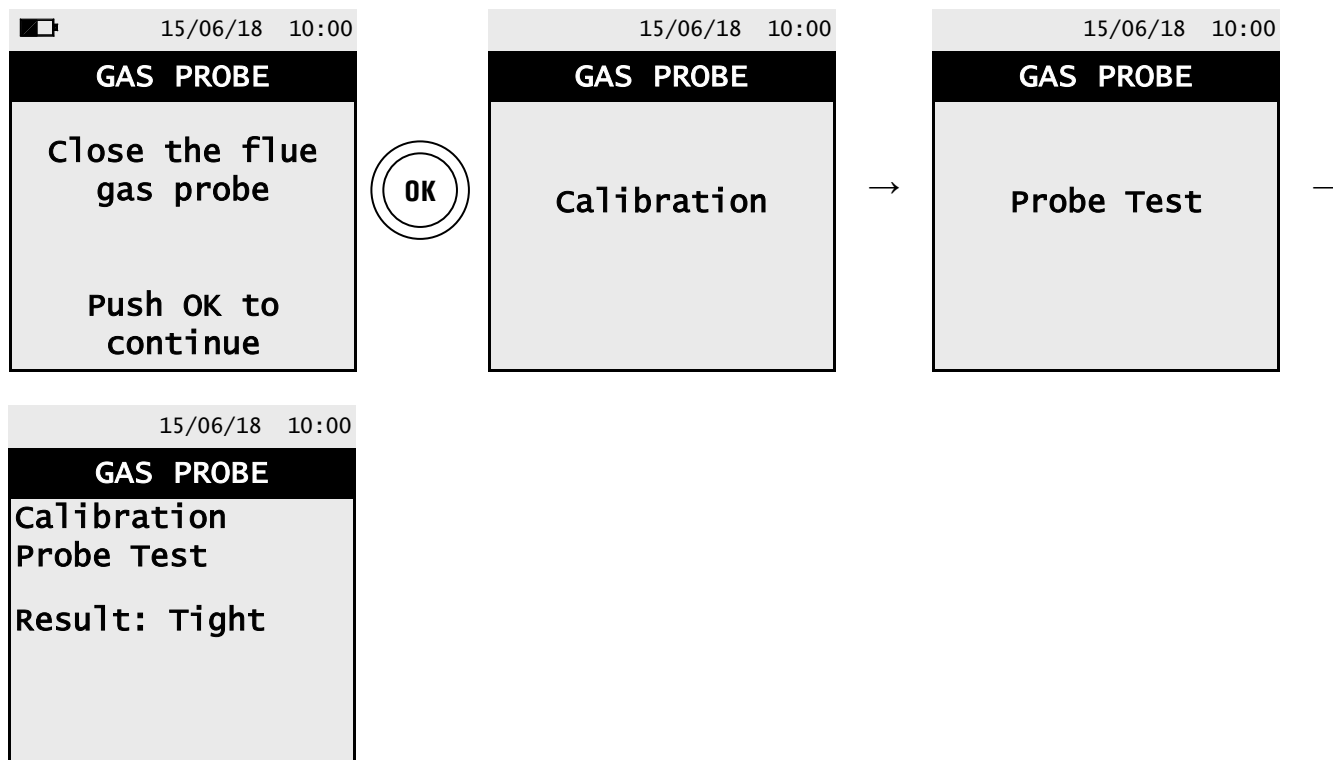 15/06/18 10:00
GAS PROBE
Close the flue
gas probe
Push OK to
continue
OK
15/06/18 10:00
GAS PROBE
Calibration
→
15/06/18 10:00
GAS PROBE
Probe Test
15/06/18 10:00
GAS PROBE
Calibration
Probe Test
Result: Tight